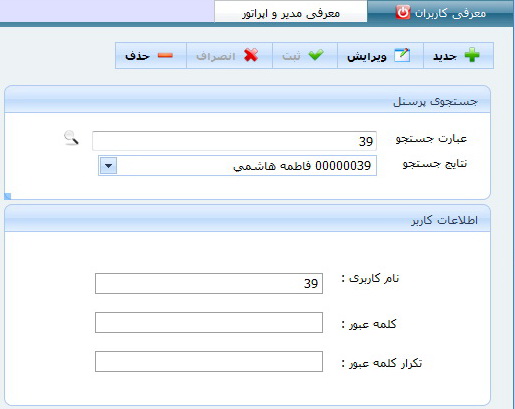 معرفی کاربران معرفی مدیر و اپراتور
جدید ویرایش ثبت انصراف حذف
جستجوی پرسنل
عبارت جستجو 39
نتایج جستجو 00000039 فاطمه هاشمی
اطلاعات کاربر
نام کاربری : 39
کلمه عبور :
تکرار کلمه عبور :